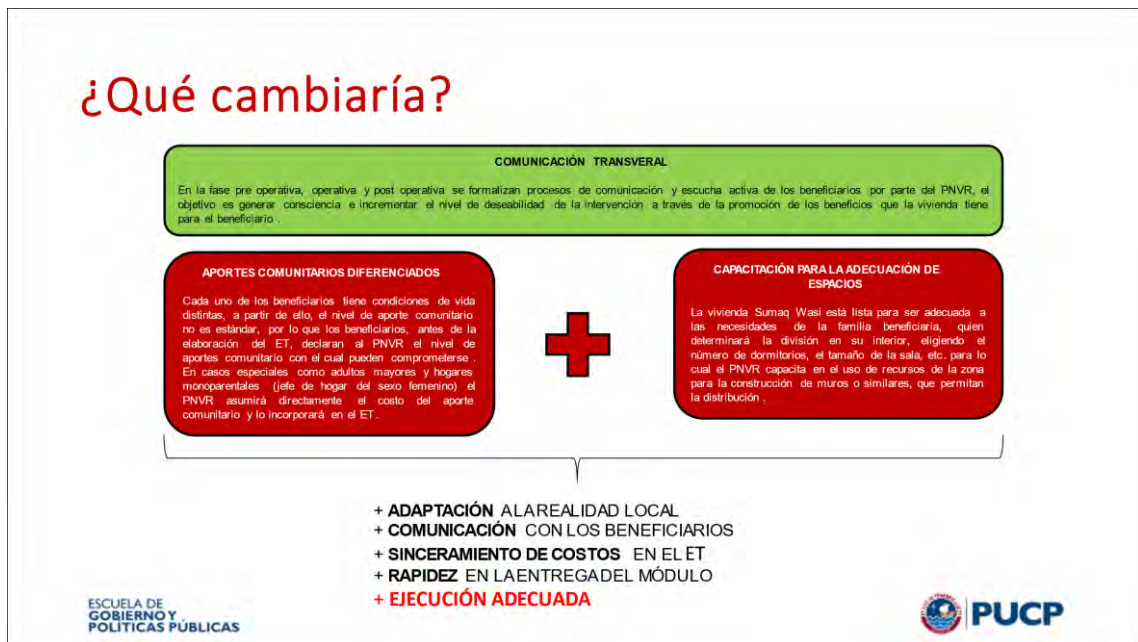 ¿Qué cambiaría?
COMUNICACIÓN TRANSVERAL
En la fase pre operativa, operativa y post operativa se formalizan procesos de comunicación y escucha activa de los beneficiarios por parte del PNVR, el
objetivo es generar consciencia e incrementar el nivel de deseabilidad de la intervención a través de la promoción de los beneficios que la vivienda tiene
para el beneficiario .
APORTES COMUNITARIOS DIFERENCIADOS
Cada uno de los beneficiarios tiene condiciones de vida
distintas, a partir de ello, el nivel de aporte comunitario
no es estándar, por lo que los beneficiarios, antes de la
elaboración del ET, declaran al PNVR el nivel de
aportes comunitario con el cual pueden comprometerse .
En casos especiales como adultos mayores y hogares
monoparentales (jefe de hogar del sexo femenino) el
PNVR asumirá directamente el costo del aporte
comunitario y lo incorporará en el ET .
CAPACITACIÓN PARA LA ADECUACIÓN DE
ESPACIOS
La vivienda Sumaq Wasi está lista para ser adecuada a
las necesidades de la familia beneficiaría, quien
determinará la división en su interior, eligiendo el
número de dormitorios, el tamaño de la sala, etc. para lo
cual el PNVR capacita en el uso de recursos de la zona
para la construcción de muros o similares, que permitan
la distribución .
+ ADAPTACIÓN A LA REALIDAD LOCAL
+ COMUNICACIÓN CON LOS BENEFICIARIOS
+ SINCERAMIENTO DE COSTOS EN EL ET
+ RAPIDEZ EN LA ENTREGA DEL MÓDULO
+ EJECUCIÓN ADECUADA
ESCUELA DE
GOBIERNO Y
POLÍTICAS PÚBLICAS
PUCP